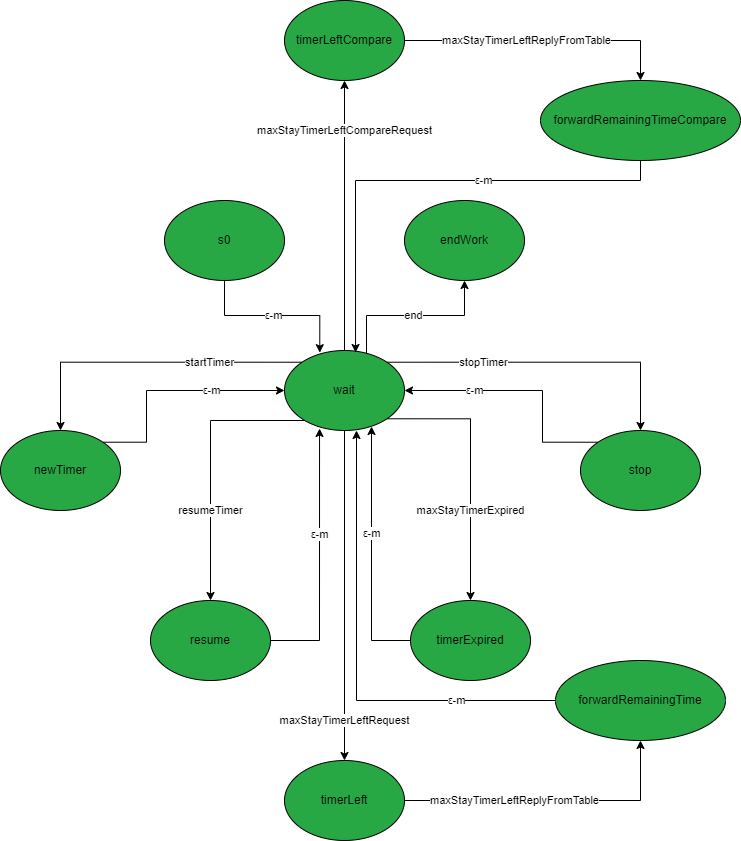 timerLeftCompare
maxStayTimerLeftReplyFromTable
forwardRemainingTimeCompare
maxStayTimerLeftCompareRequest
ε-m
s0
endWork
ε-m
end
startTimer
stopTimer
ε-m
wait
ε-m
newTimer
stop
resumeTimer
maxStayTimerExpired
ε-m
ε-m
resume
timerExpired
forwardRemainingTime
ε-m
maxStayTimerLeftRequest
timerLeft
maxStayTimerLeftReplyFromTable